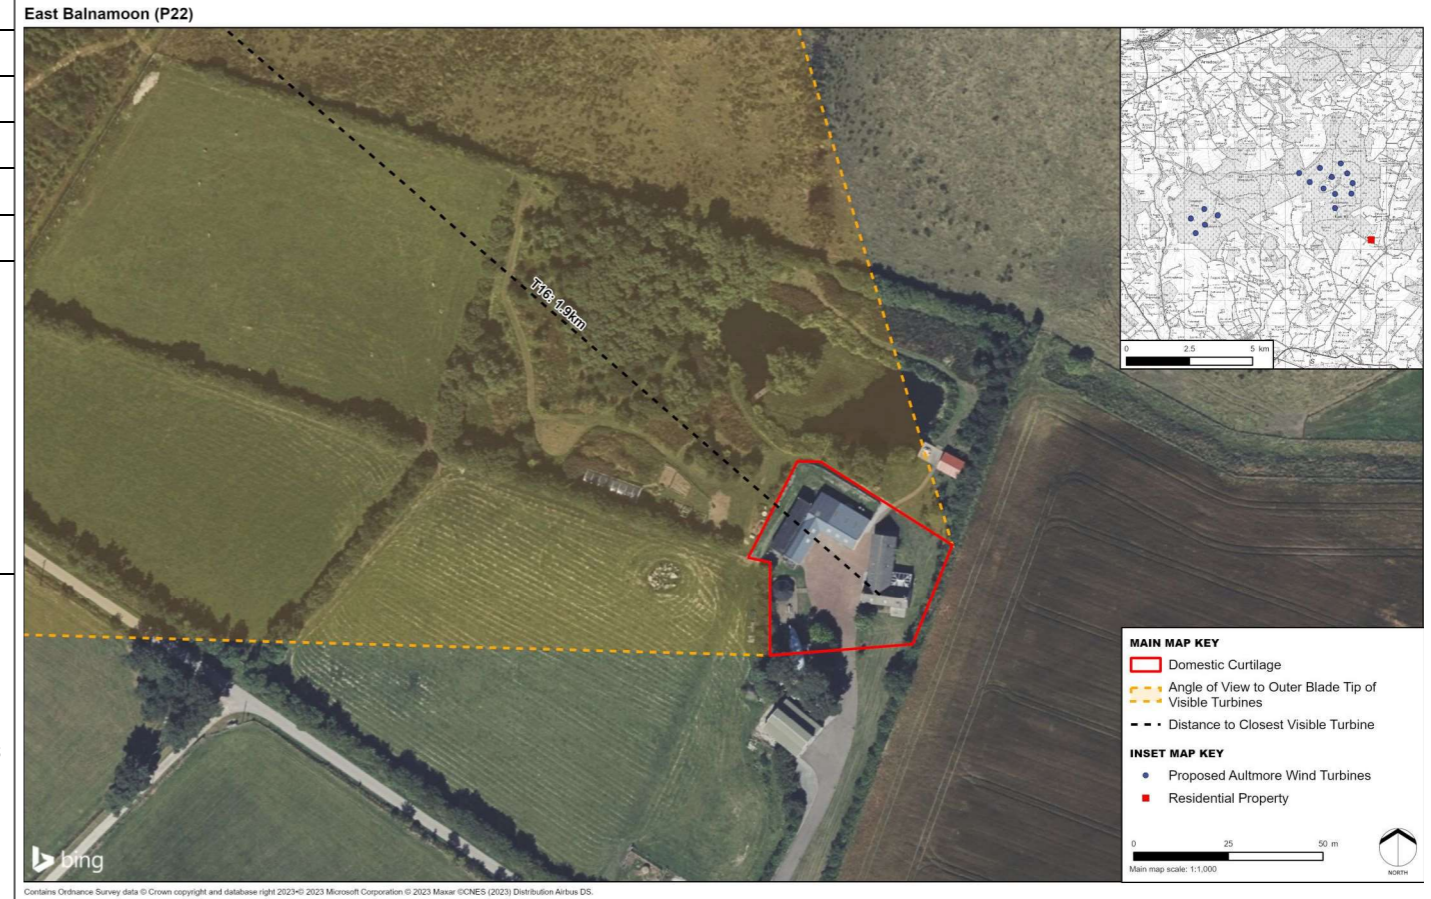 East Balnamoon (P22)
T16: 1.9km
0 2.5 5 km
MAIN MAP KEY
Domestic Curtilage
Angle of View to Outer Blade Tip of
Visible Turbines
Distance to Closest Visible Turbine
INSET MAP KEY
Proposed Aultmore Wind Turbines
Residential Property
0 25 50 m
Main map scale: 1:1,000
NORTH
bing
Contains Ordnance Survey data © Crown copyright and database right 2023•© 2023 Microsoft Corporation © 2023 Maxar ©CNES (2023) Distribution Airbus DS.